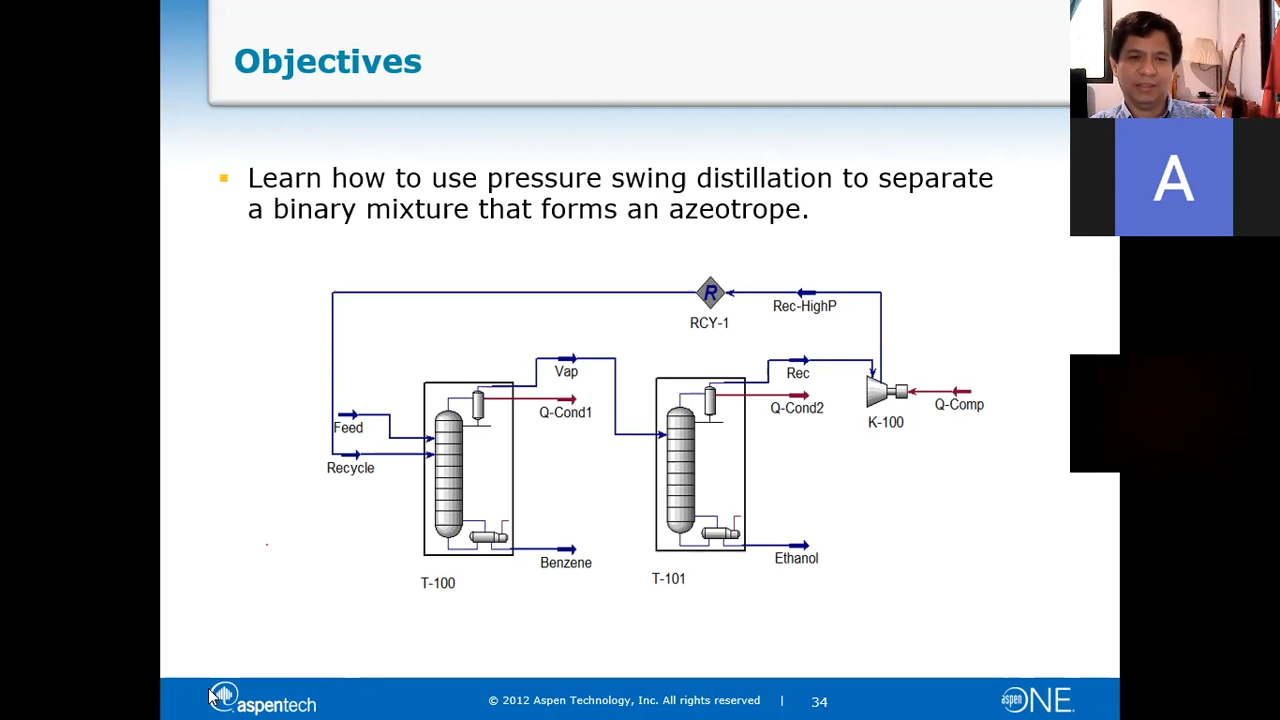 Objectives
A
Learn how to use pressure swing distillation to separate
a binary mixture that forms an azeotrope.
R
Rec-HighP
RCY-1
Vap
Rec
Q-Cond1
Q-Cond2
Q-Comp
K-100
Feed
Recycle
Benzene
Ethanol
T-100
T-101
aspentech
© 2012 Aspen Technology, Inc. All rights reserved | 34
aspen ONE